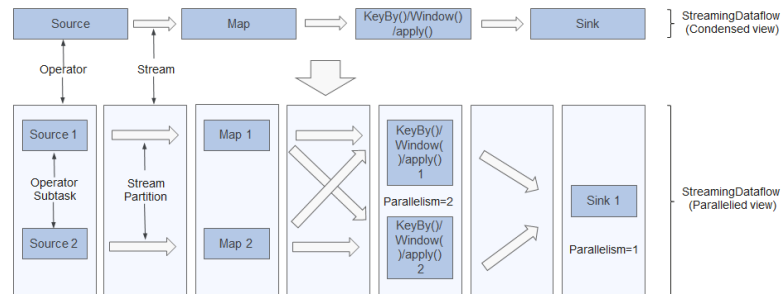 Source
Map
KeyBy()/Window()
/apply()
Sink
StreamingDataflow
(Condensed view)
Operator
Stream
Source 1
Map 1
KeyBy()/
Window(
)/apply()
1
Operator
Subtask
Stream
Partition
Parallelism=2
Sink 1
StreamingDataflow
(Parallelied view)
Source 2
Map 2
KeyBy()/
Window(
)/apply()
2
Parallelism=1